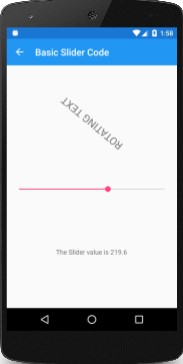 1:58
Basic Slider Code
ROTATING TEXT
The Slider value is 219.6